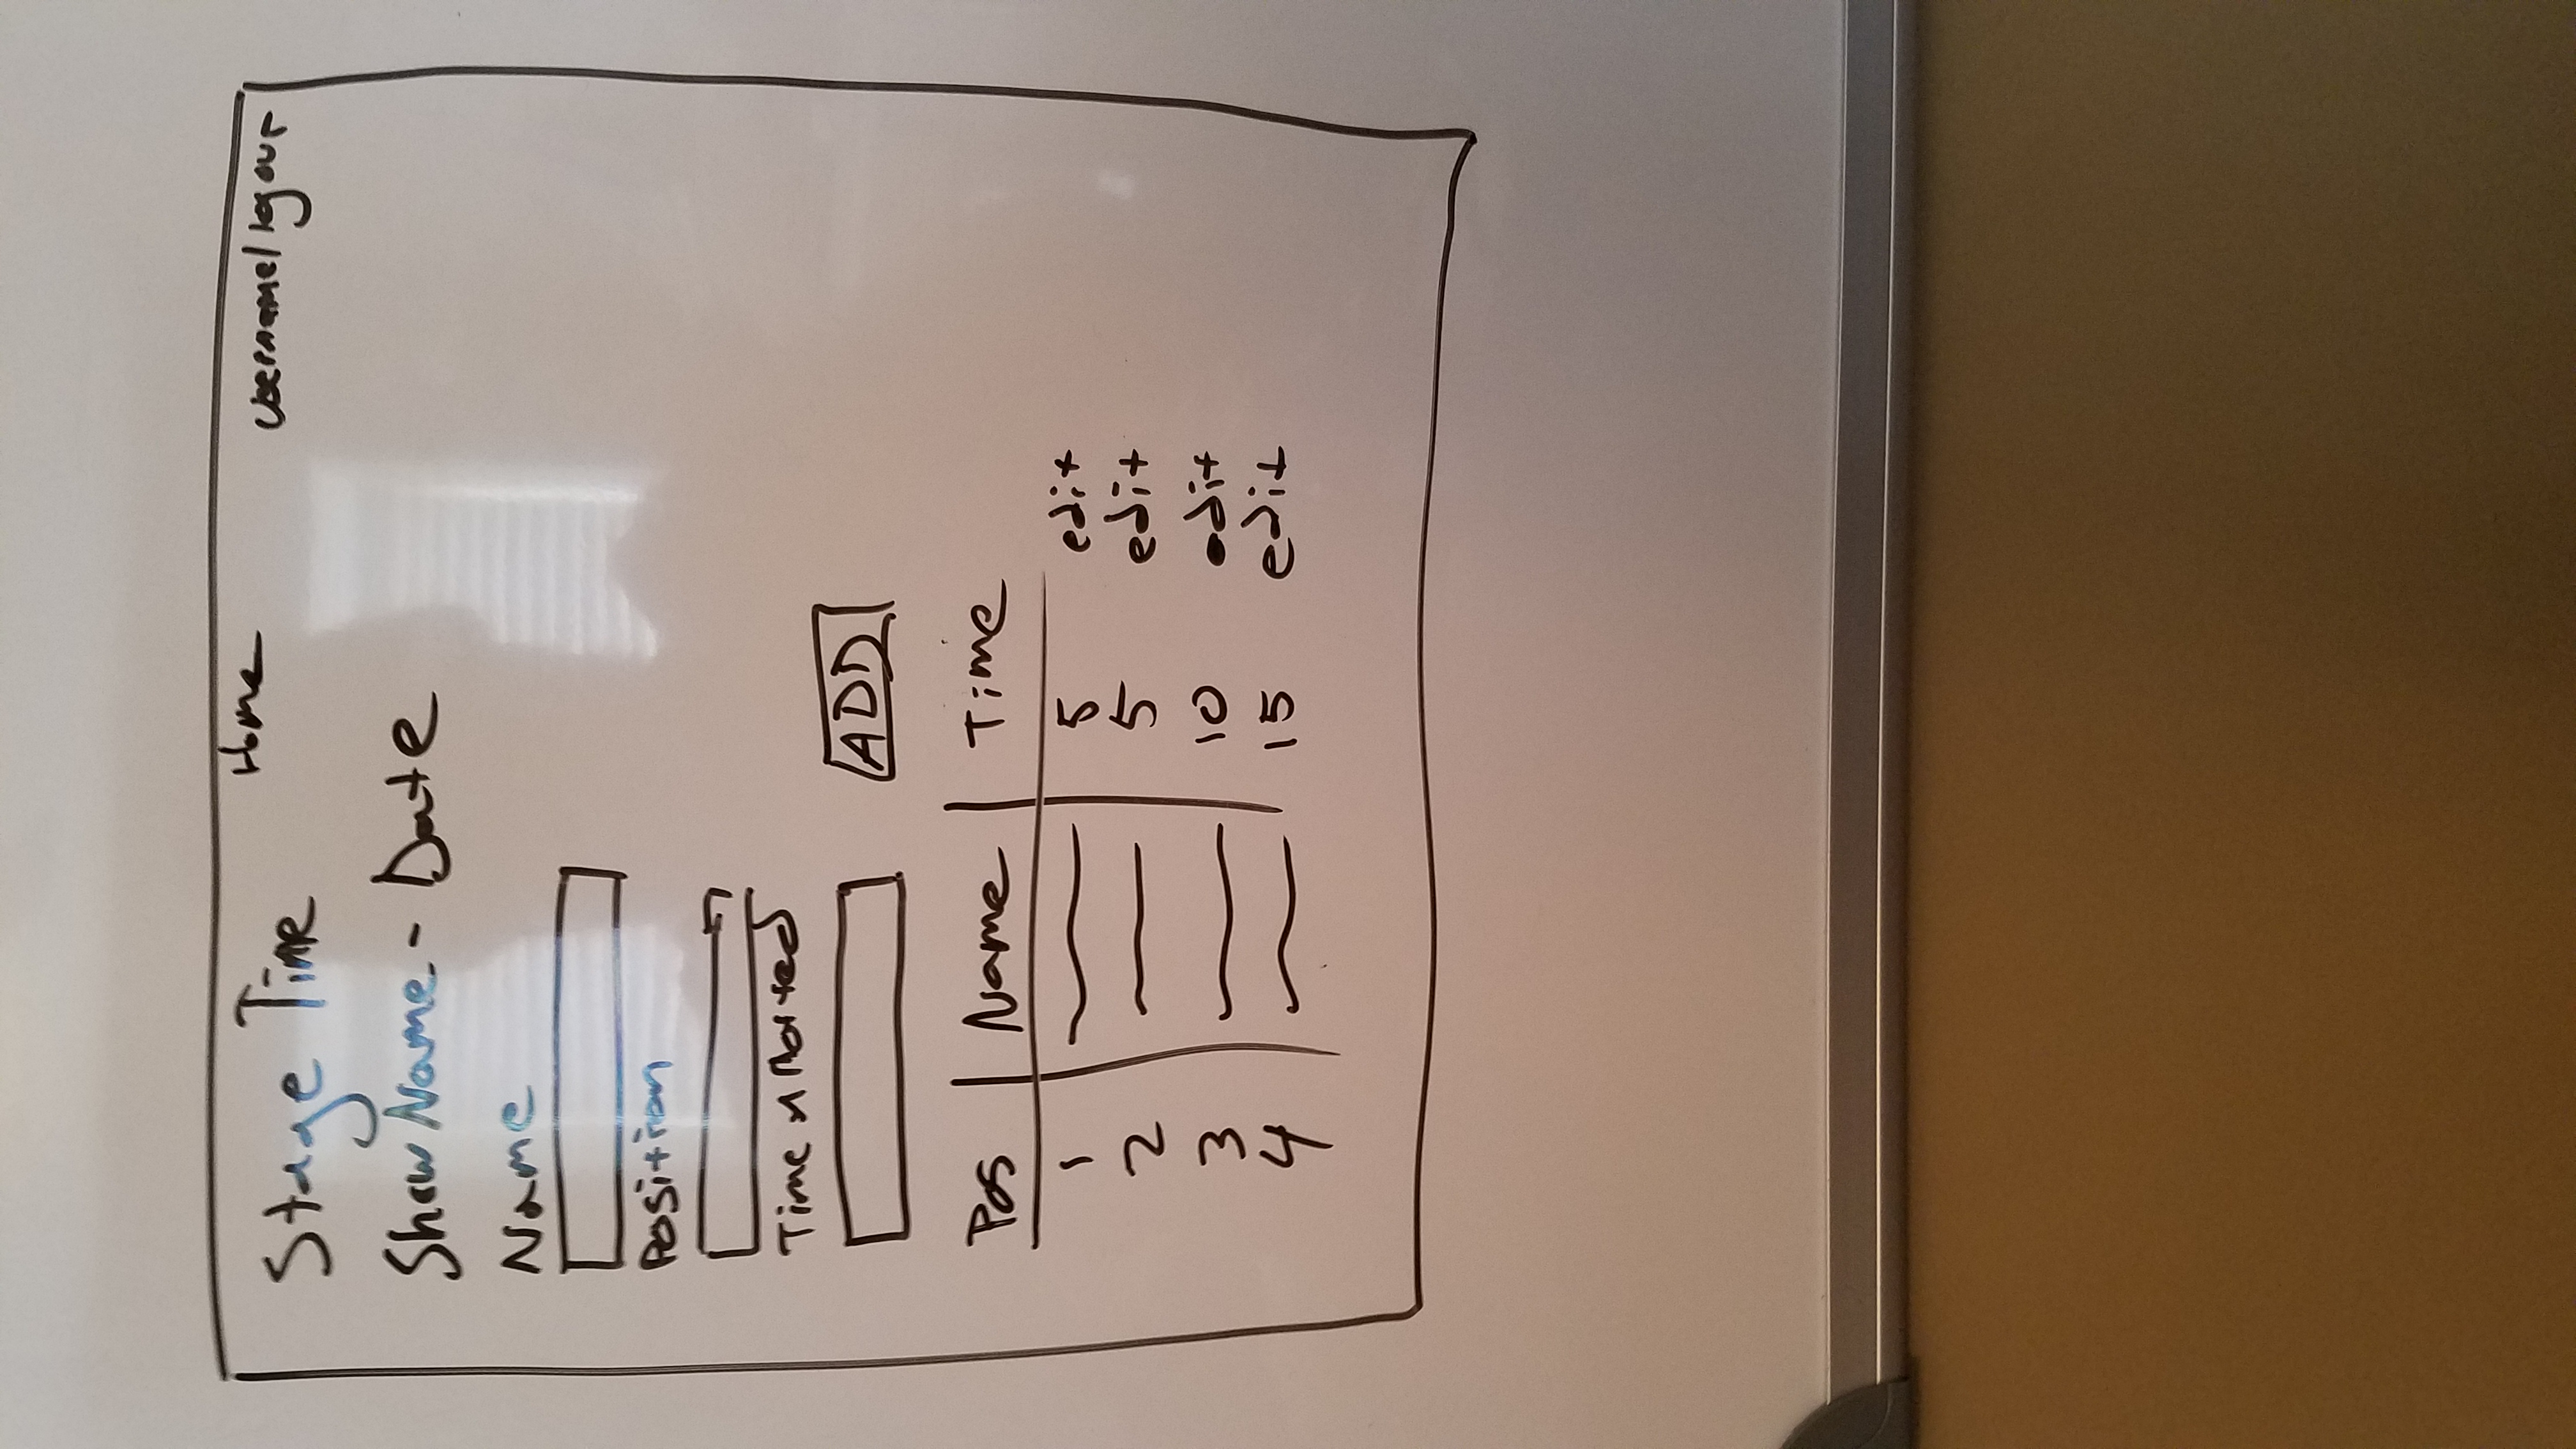 Stage Time Home username/logout
Show Name - Date
Name
Position
Time Allotted
ADD
Pos Name Time
1 5 edit
2 5 edit
3 10 edit
4 15 edit